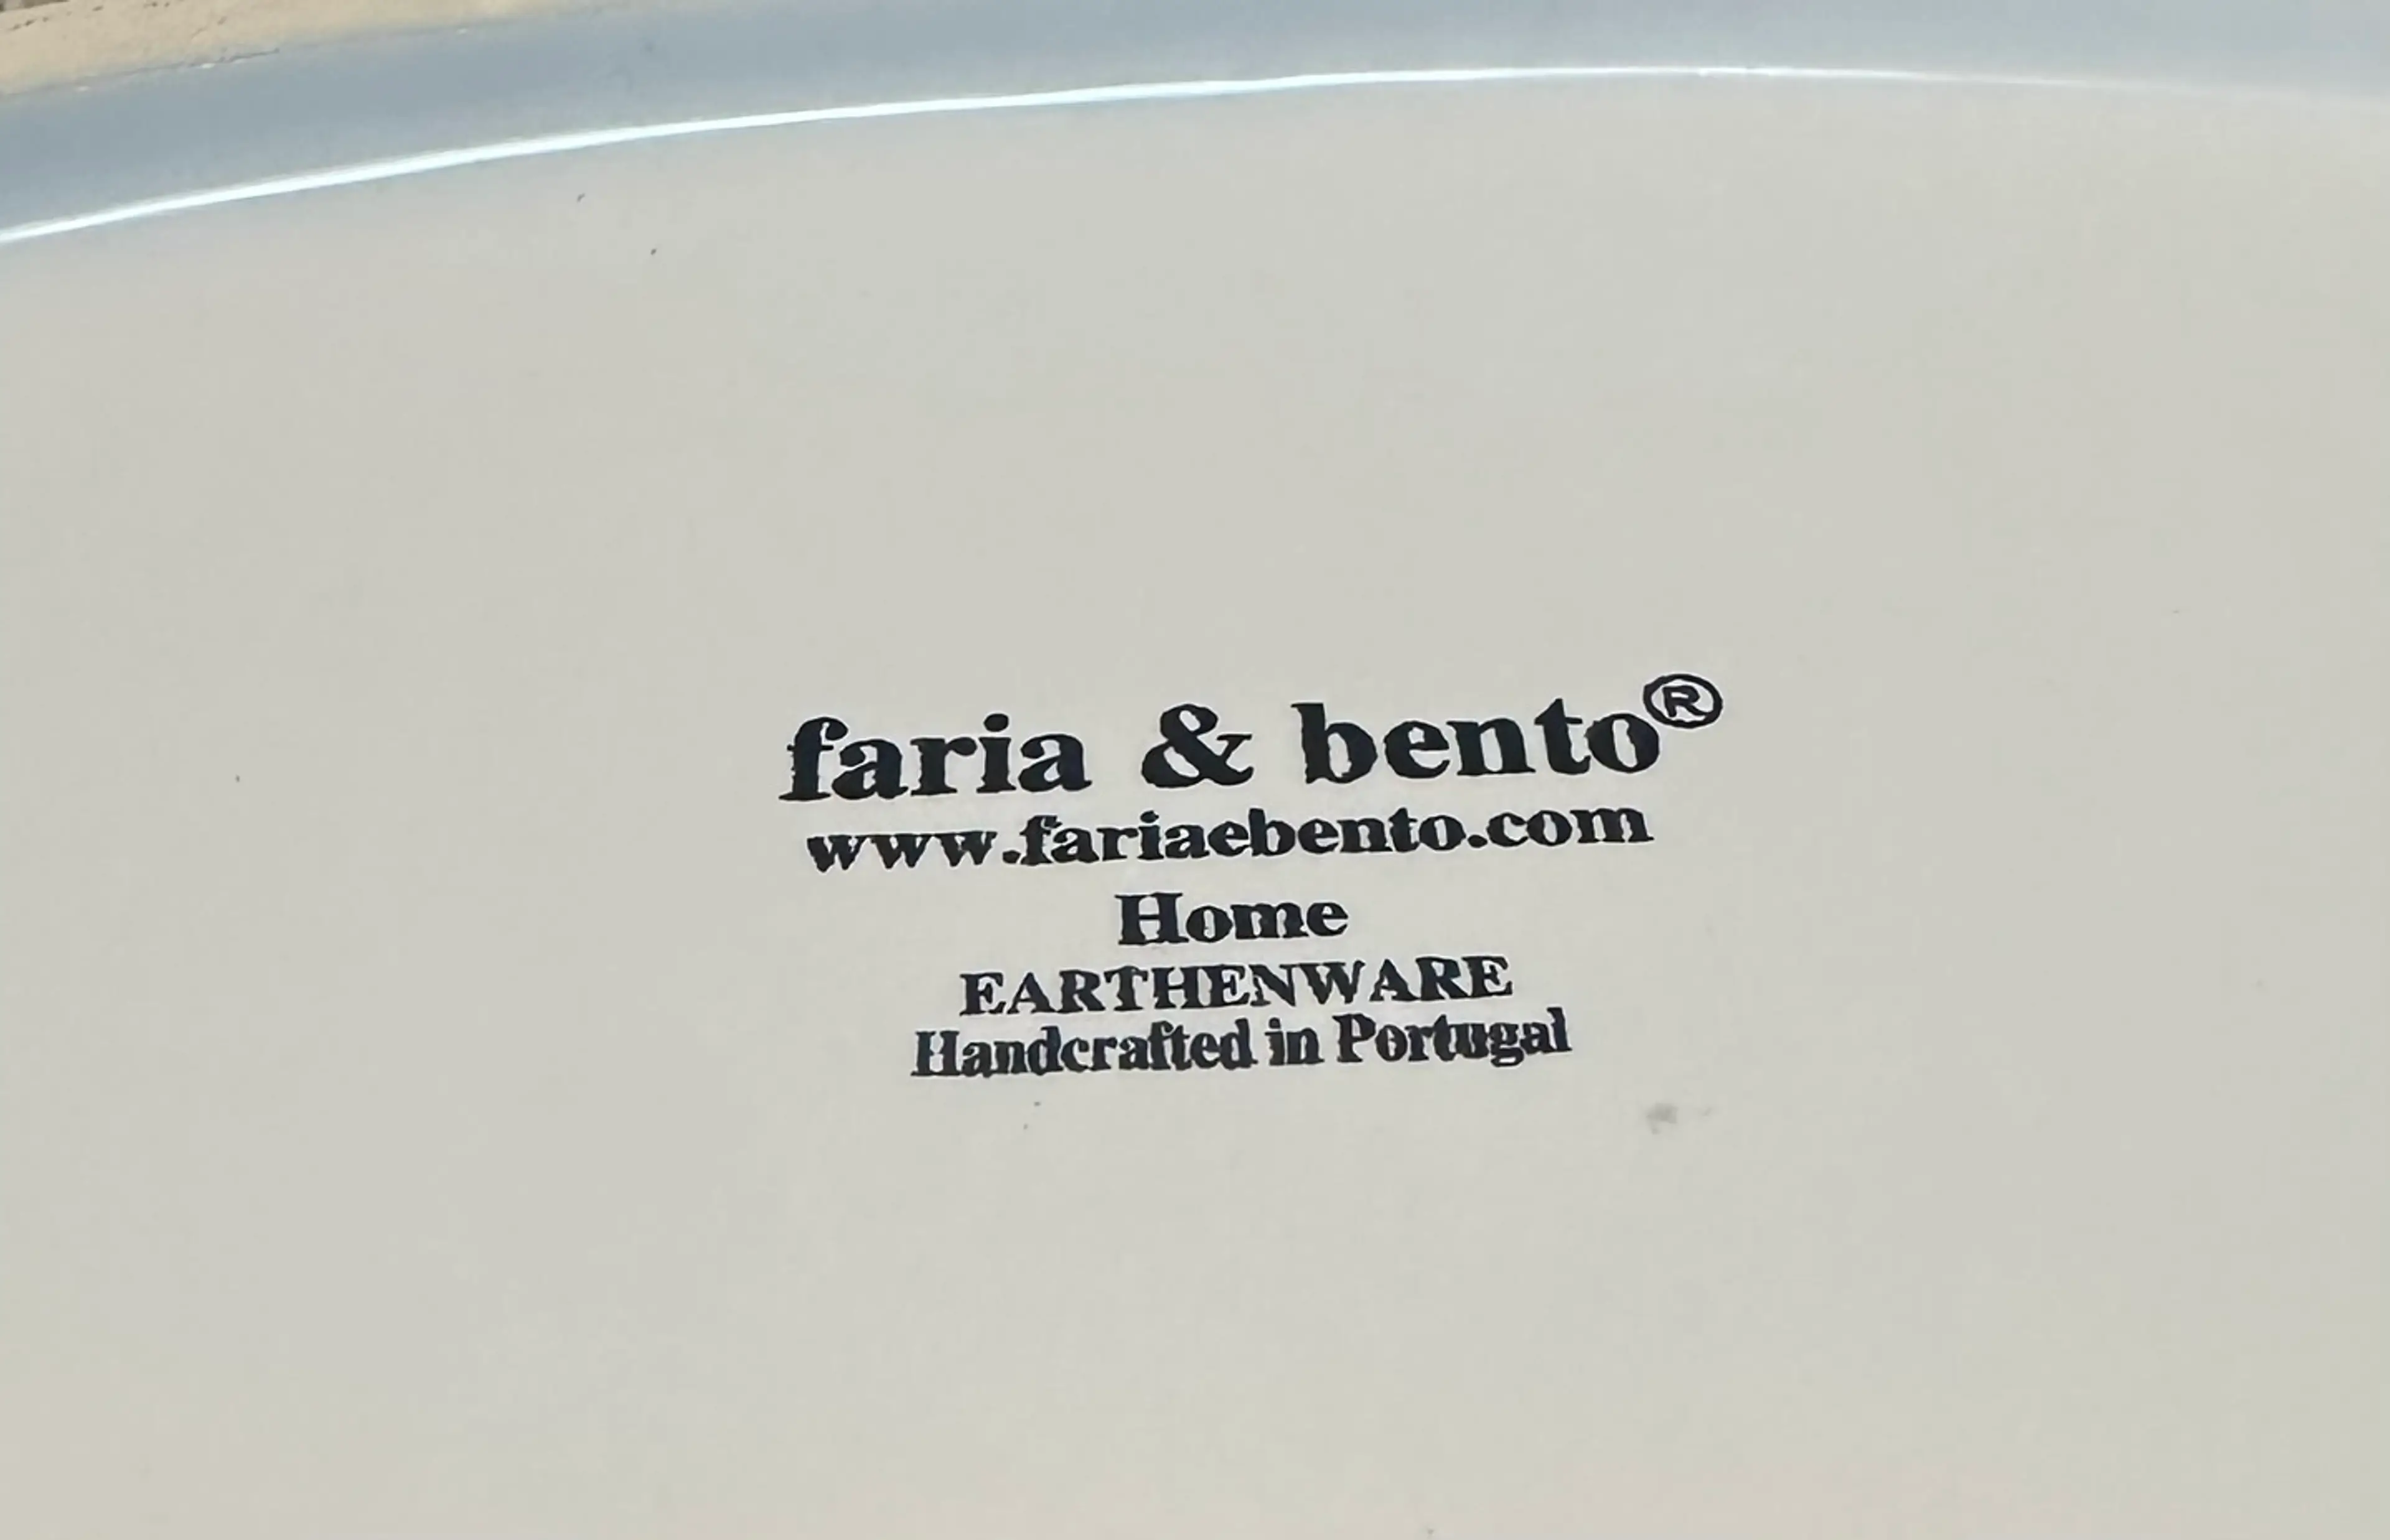 faria & bento®
www.fariaebento.com
Home
EARTHENWARE
Handcrafted in Portugal